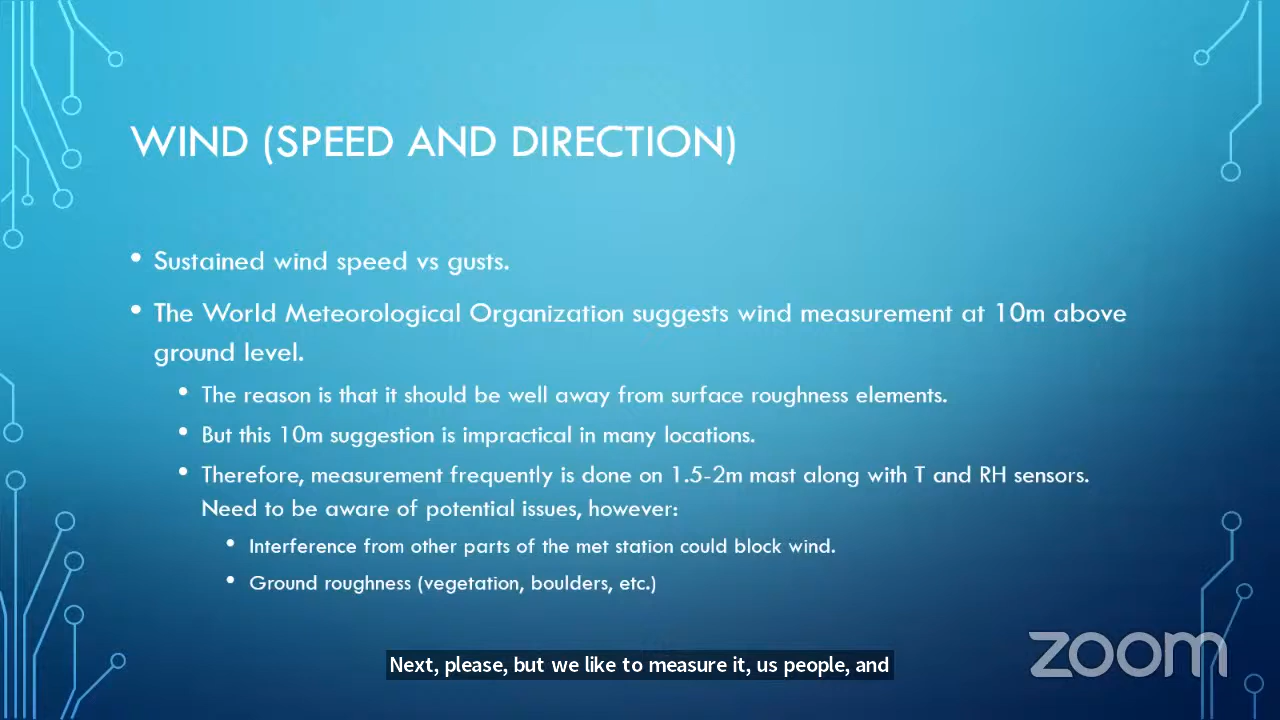 WIND (SPEED AND DIRECTION)
• Sustained wind speed vs gusts.
• The World Meteorological Organization suggests wind measurement at 10m above
ground level.
• The reason is that it should be well away from surface roughness elements.
• But this 10m suggestion is impractical in many locations.
• Therefore, measurement frequently is done on 1.5-2m mast along with T and RH sensors.
Need to be aware of potential issues, however:
• Interference from other parts of the met station could block wind.
• Ground roughness (vegetation, boulders, etc.)
Next, please, but we like to measure it, us people, and
zoom